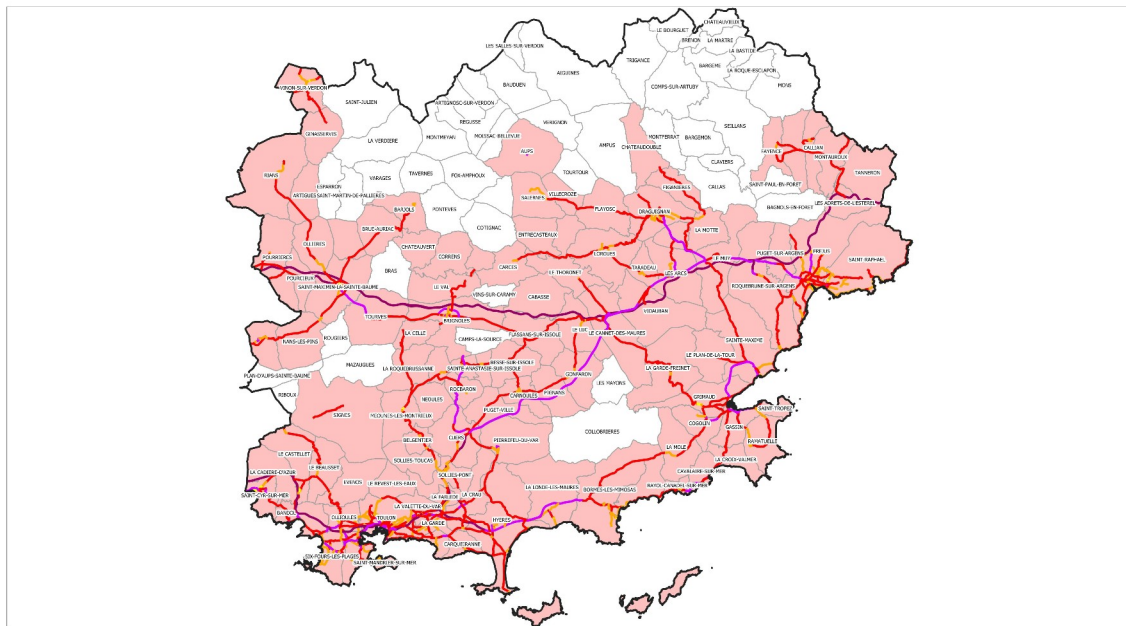 CHATEAUVIEUX
LE BOURGUET
BRENON
LA MARTRE
LES SALLES-SUR-VERDON
LA BASTIDE
TRIGANCE
BARGEME
AIGUINES
LA ROQUE-ESCLAPON
BAUDUEN
COMPS-SUR-ARTUBY
MONS
VINON-SUR-VERDON
SAINT-JULIEN
ARTIGNOSC-SUR-VERDON
REGUSSE
VERIGNON
SEILLANS
GINASSERVIS
LA VERDIERE
MONTMEYAN
MOISSAC-BELLEVUE
MONTFERRAT
BARGEMON
AMPUS
CHATEAUDOUBLE
AUPS
FAYENCE
CALLIAN
MONTAUROUX
CLAVIERS
TOURTOUR
RIANS
VARAGES
TAVERNES
FOX-AMPHOUX
TANNERON
ESPARRON
SAINT-PAUL-EN-FORET
FIGANIERES
CALLAS
ARTIGUES
SAINT-MARTIN-DE-PALLIERES
VILLECROZE
SALERNES
LES ADRETS-DE-L'ESTEREL
BAGNOLS-EN-FORET
BARJOLS
PONTEVES
FLAYOSC
DRAGUIGNAN
COTIGNAC
BRUE-AURIAC
LA MOTTE
ENTRECASTEAUX
OLLIERES
CHATEAUVERT
LORGUES
PUGET-SUR-ARGENS
FREJUS
POURRIERES
CORRENS
LE MUY
SAINT-RAPHAEL
CARCES
TARADEAU
BRAS
LE THORONET
LES ARCS
POURCIEUX
SAINT-MAXIMIN-LA-SAINTE-BAUME
LE VAL
CABASSE
ROQUEBRUNE-SUR-ARGENS
VINS-SUR-CARAMY
VIDAUBAN
TOURVES
BRIGNOLES
LE LUC
LA CELLE
FLASSANS-SUR-ISSOLE
LE CANNET-DES-MAURES
ROUGIERS
CAMPS-LA-SOURCE
SAINTE-MAXIME
NANS-LES-PINS
LE PLAN-DE-LA-TOUR
MAZAUGUES
BESSE-SUR-ISSOLE
LA ROQUEBRUSSANNE
SAINTE-ANASTASIE-SUR-ISSOLE
LA GARDE-FREINET
PLAN-D'AUPS-SAINTE-BAUME
GONFARON
LES MAYONS
ROCBARON
RIBOUX
PIGNANS
CARNOULES
NEOULES
GRIMAUD
SAINT-TROPEZ
PUGET-VILLE
SIGNES
MEOUNES-LES-MONTRIEUX
COGOLIN
GASSIN
COLLOBRIERES
CUERS
BELGENTIER
PIERREFEU-DU-VAR
RAMATUELLE
LA MOLE
SOLLIES-TOUCAS
LE CASTELLET
LA CROIX-VALMER
LE BEAUSSET
LA CADIERE-D'AZUR
SOLLIES-PONT
CAVALAIRE-SUR-MER
EVENOS
LE REVEST-LES-EAUX
RAYOL-CANADEL-SUR-MER
LA LONDE-LES-MAURES
BORMES-LES-MIMOSAS
SAINT-CYR-SUR-MER
LA FARLEDE
LA CRAU
LA VALETTE-DU-VAR
BANDOL
OLLIOULES
TOULON
LA GARDE
HYERES
CARQUEIRANNE
SIX-FOURS-LES-PLAGES
SAINT-MANDRIER-SUR-MER